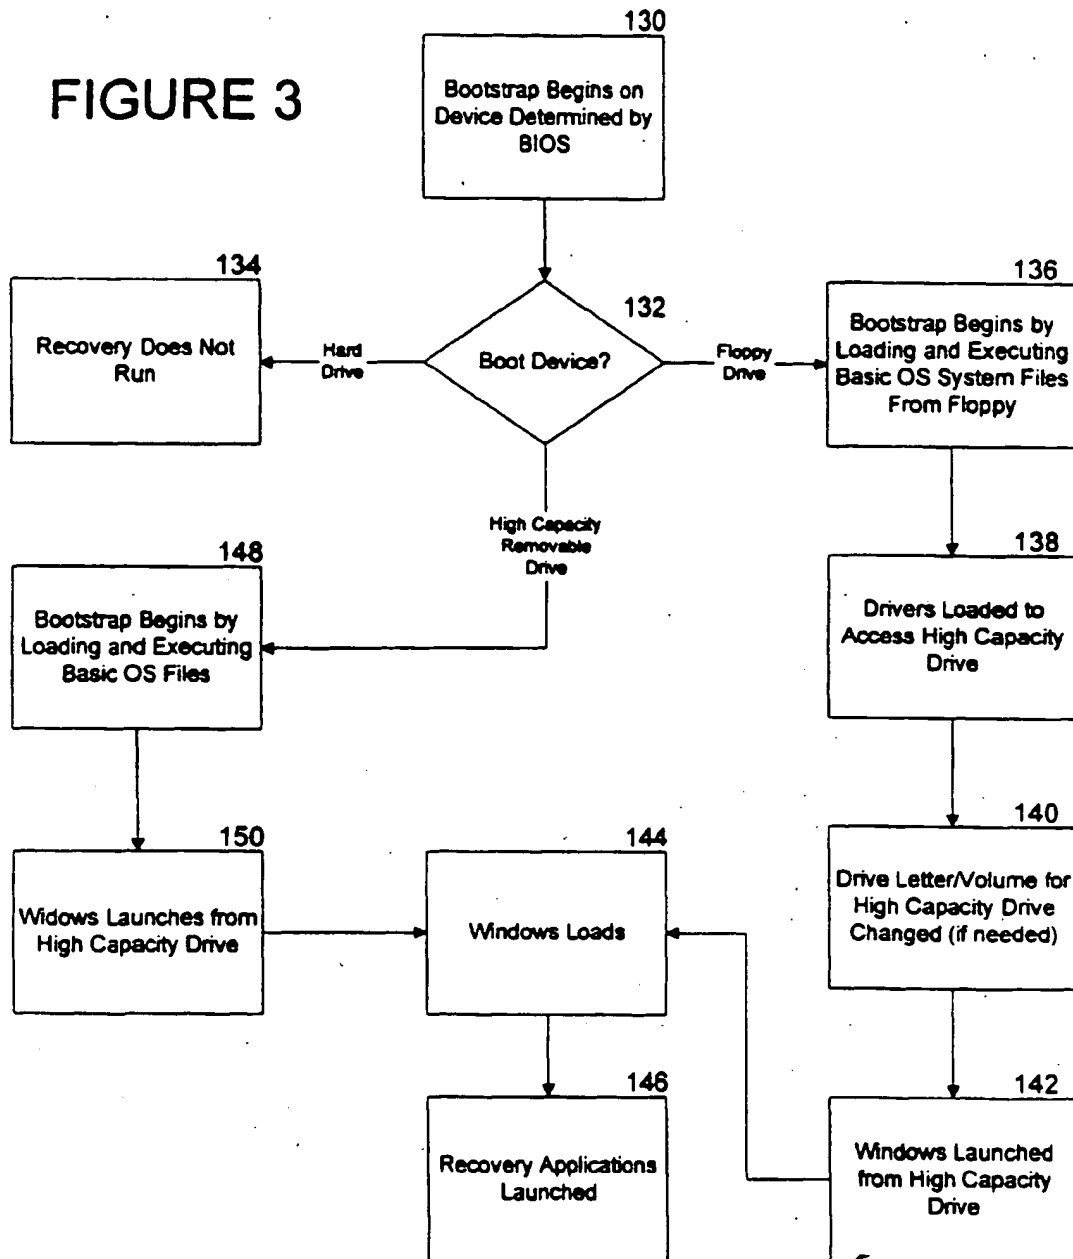 FIGURE 3
130
Bootstrap Begins on
Device Determined by
BIOS
134
Recovery Does Not
Run
Hard
Drive
132
Boot Device?
Floppy
Drive
136
Bootstrap Begins by
Loading and Executing
Basic OS System Files
From Floppy
High Capacity
Removable
Drive
148
Bootstrap Begins by
Loading and Executing
Basic OS Files
138
Drivers Loaded to
Access High Capacity
Drive
150
Widows Launches from
High Capacity Drive
144
Windows Loads
140
Drive Letter/Volume for
High Capacity Drive
Changed (if needed)
146
Recovery Applications
Launched
142
Windows Launched
from High Capacity
Drive